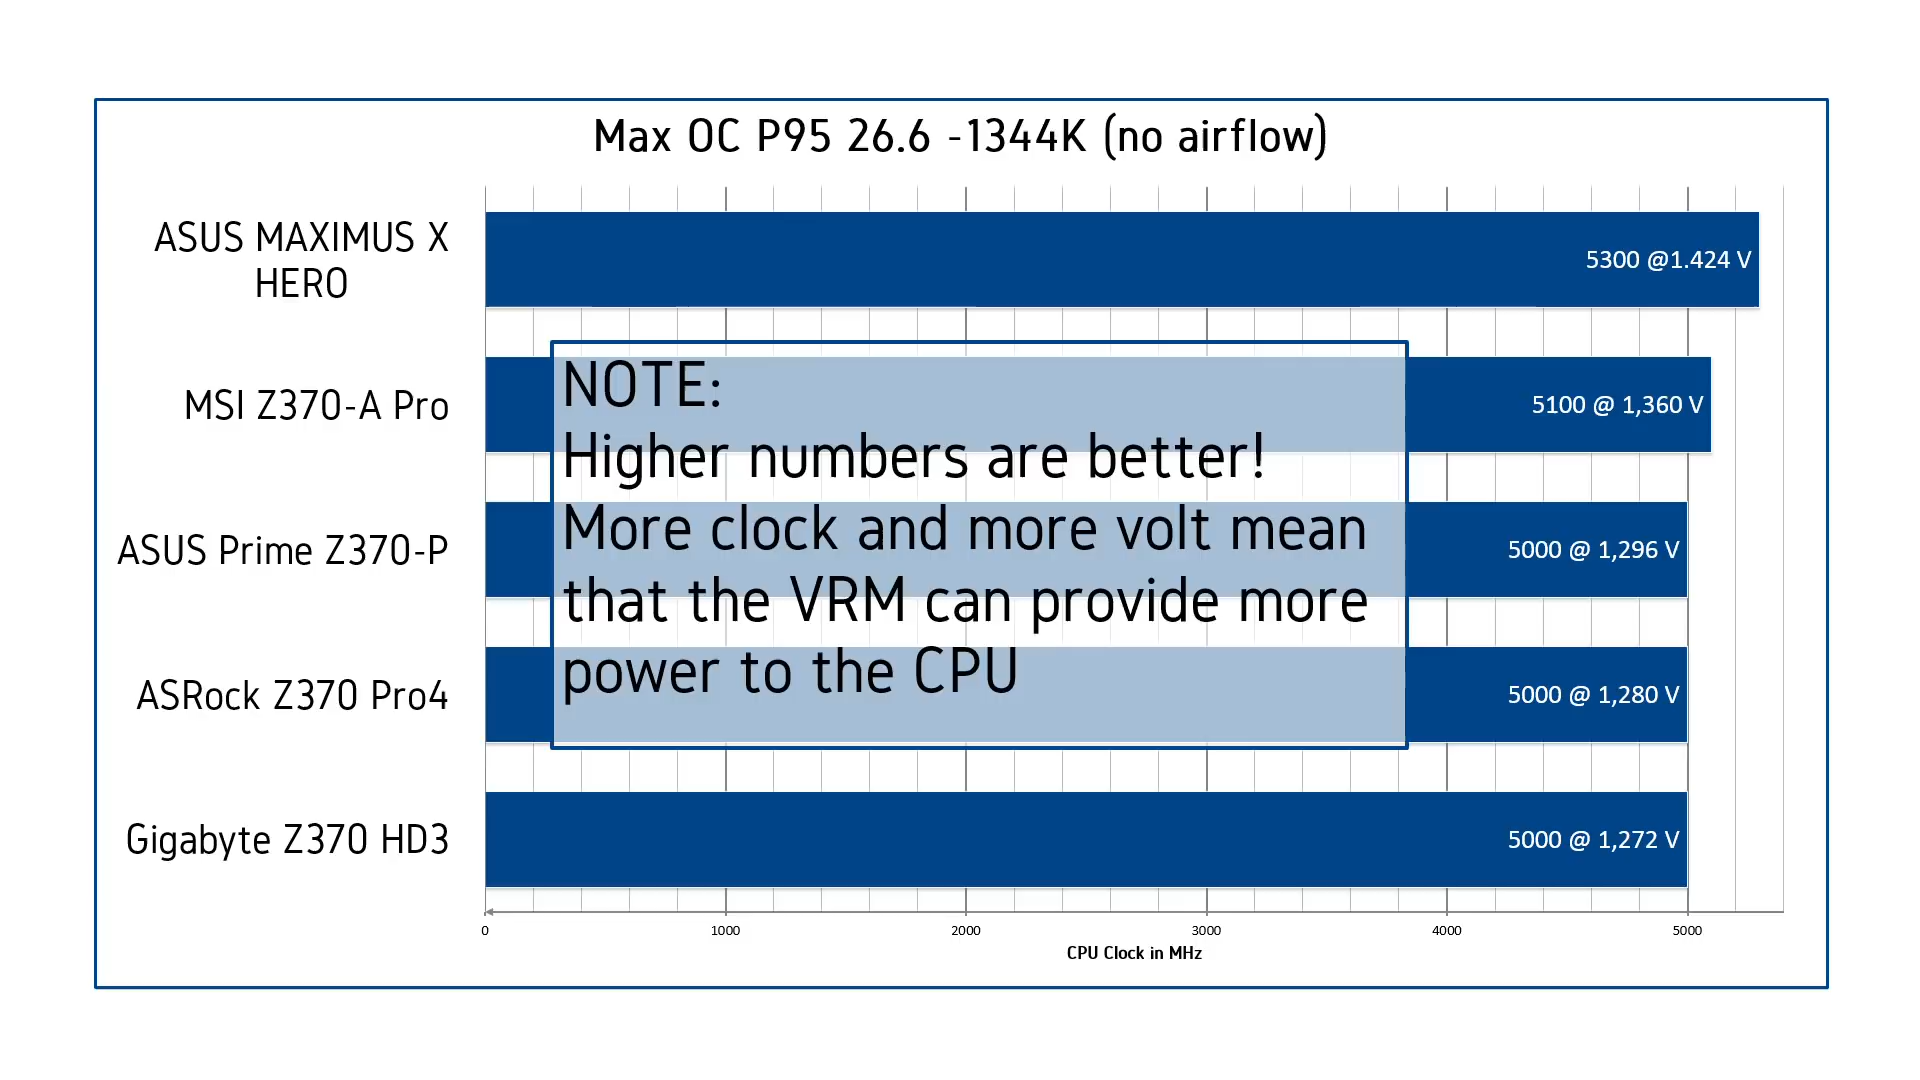 Max OC P95 26.6 -1344K (no airflow)
ASUS MAXIMUS X
HERO
5300 @1.424 V
MSI Z370-A Pro
5100 @ 1,360 V
ASUS Prime Z370-P
5000 @ 1,296 V
ASRock Z370 Pro4
5000 @ 1,280 V
Gigabyte Z370 HD3
5000 @ 1,272 V
NOTE:
Higher numbers are better!
More clock and more volt mean
that the VRM can provide more
power to the CPU
0 1000 2000 3000 4000 5000
CPU Clock in MHz